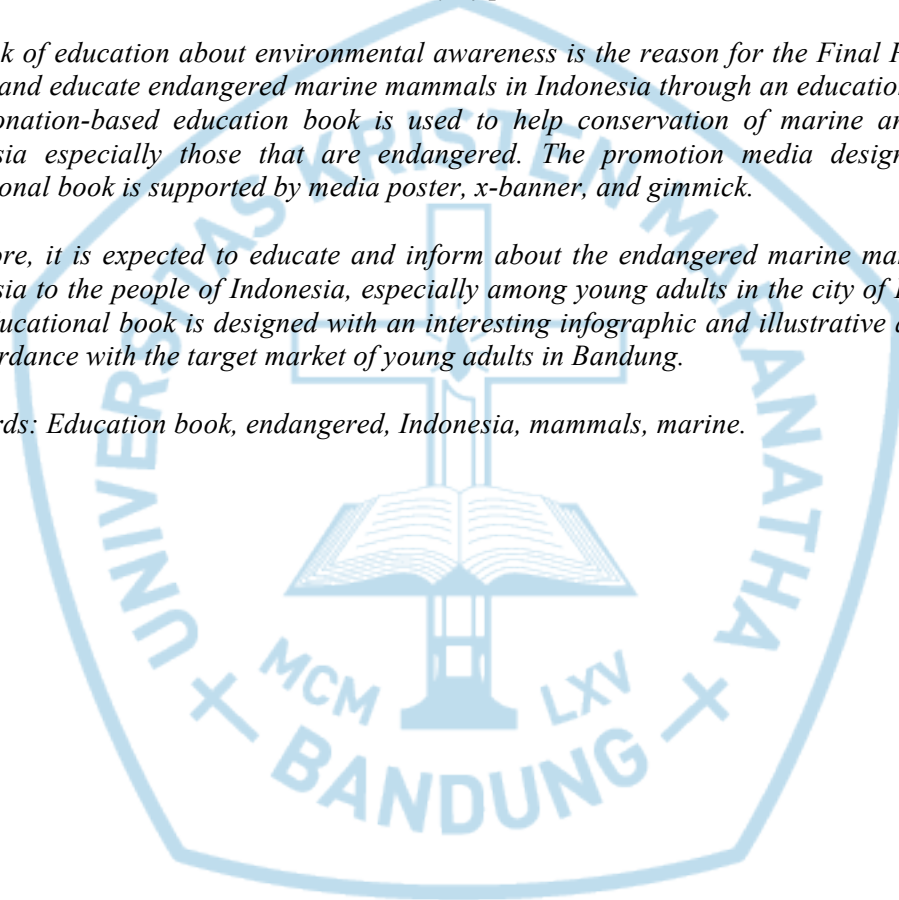 k of education about environmental awareness is the reason for the Final
and educate endangered marine mammals in Indonesia through an education
onation-based education book is used to help conservation of marine
sia especially those that are endangered. The promotion media design
onal book is supported by media poster, x-banner, and gimmick.
ore, it is expected to educate and inform about the endangered marine
sia to the people of Indonesia, especially among young adults in the city of
ucational book is designed with an interesting infographic and illustrative
rdance with the target market of young adults in Bandung.
rds: Education book, endangered, Indonesia, mammals, marine.
UNIVERSITAS KRISTEN MARANATHA
MCM LXV
BANDUNG